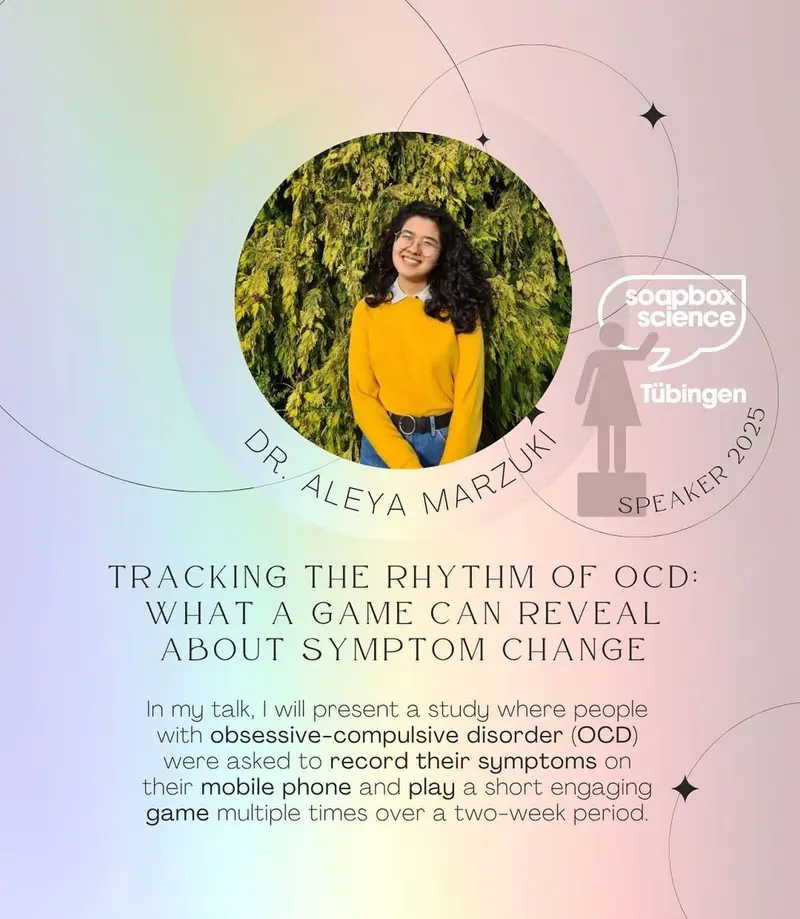 soapbox
science
Tübingen
SPEAKER 2025
DR. ALEYA MARZUKI
TRACKING THE RHYTHM OF OCD:
WHAT A GAME CAN REVEAL
ABOUT SYMPTOM CHANGE
In my talk, I will present a study where people
with obsessive-compulsive disorder (OCD)
were asked to record their symptoms on
their mobile phone and play a short engaging
game multiple times over a two-week period.